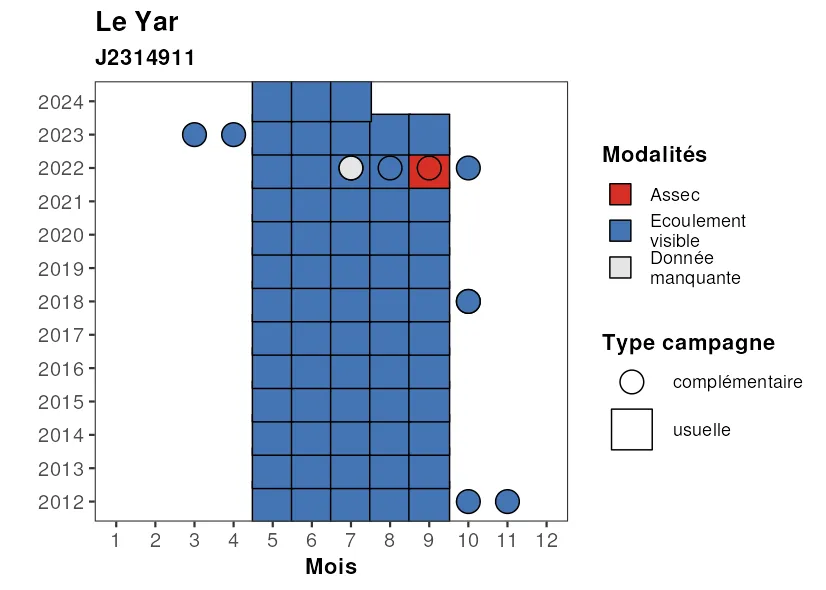 Le Yar
J2314911
2024
2023
2022
2021
2020
2019
2018
2017
2016
2015
2014
2013
2012
1 2 3 4 5 6 7 8 9 10 11 12
Mois
Modalités
Assec
Ecoulement
visible
Donnée
manquante
Type campagne
complémentaire
usuelle